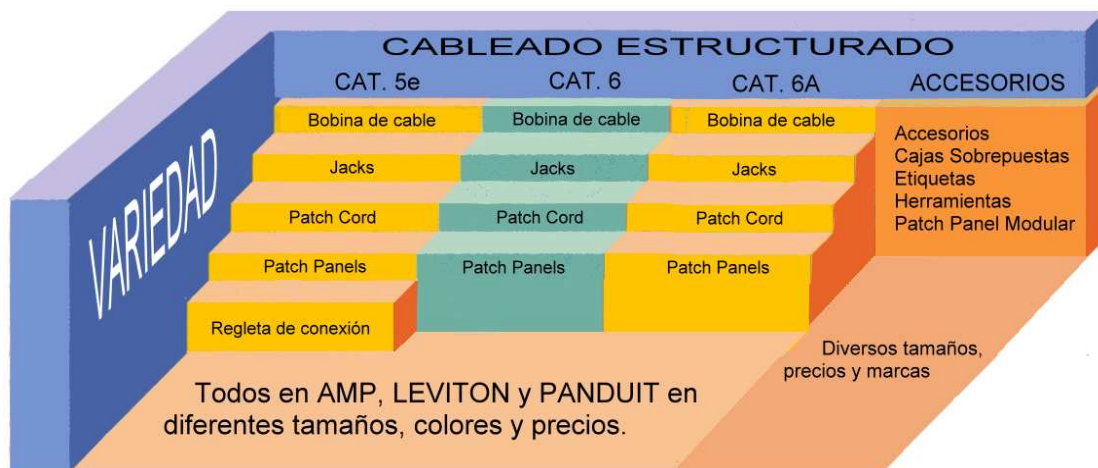 CABLEADO ESTRUCTURADO
CAT. 5e CAT. 6 CAT. 6A ACCESORIOS
VARIEDAD
Bobina de cable Bobina de cable Bobina de cable
Jacks Jacks Jacks
Patch Cord Patch Cord Patch Cord
Patch Panels Patch Panels Patch Panels
Regleta de conexión
Accesorios
Cajas Sobrepuestas
Etiquetas
Herramientas
Patch Panel Modular
Todos en AMP, LEVITON y PANDUIT en
diferentes tamaños, colores y precios.
Diversos tamaños,
precios y marcas